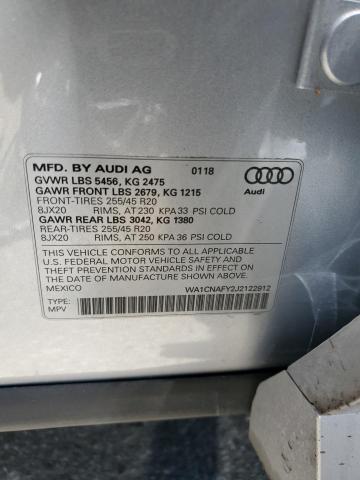 MFD. BY AUDI AG 01 18
GVWR LBS 5456, KG 2475
GAWR FRONT LBS 2679, KG 1215
FRONT-TIRES 255/45 R20
8JX20 RIMS, AT 230 KPA 33 PSI COLD
GAWR REAR LBS 3042, KG 1380
REAR-TIRES 255/45 R20
8JX20 RIMS, AT 250 KPA 36 PSI COLD
Audi
THIS VEHICLE CONFORMS TO ALL APPLICABLE
U.S. FEDERAL MOTOR VEHICLE SAFETY
AND THEFT PREVENTION STANDARDS IN EFFECT
ON THE DATE OF MANUFACTURE SHOWN ABOVE.
MEXICO WA1CNAFY2J2122912
TYPE:
MPV